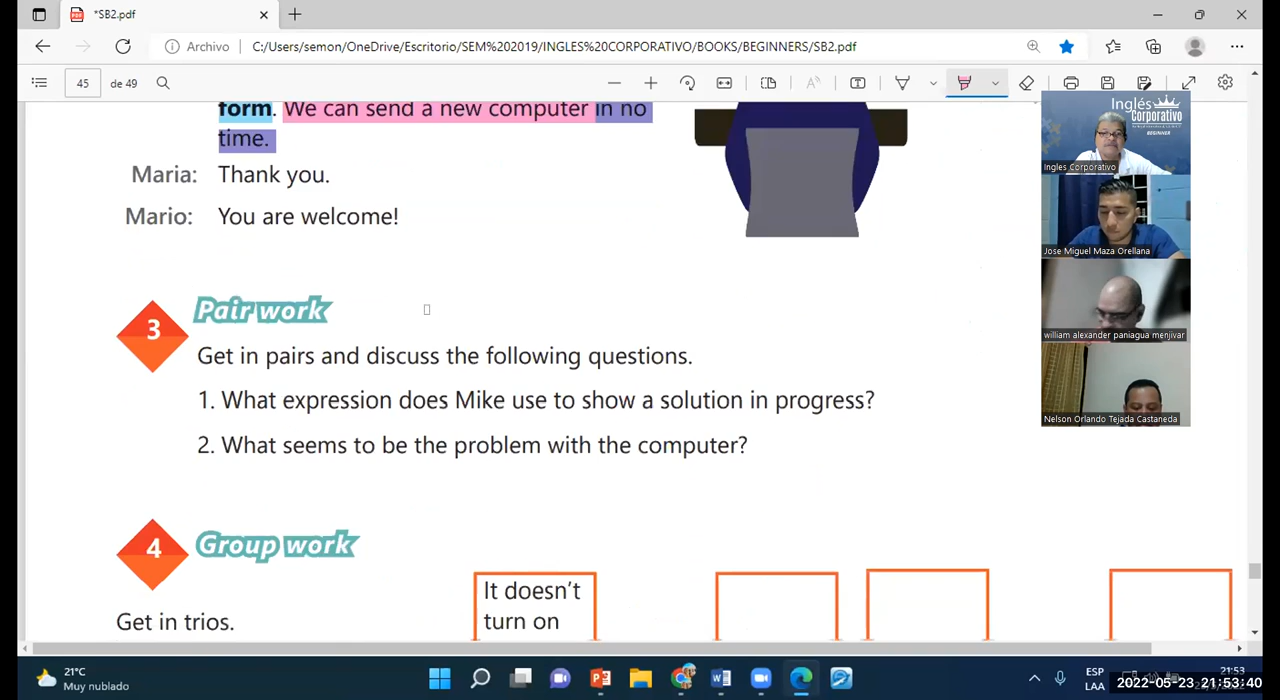 *SB2.pdf
Archivo
C:/Users/semon/OneDrive/Escritorio/SEM%202019/INGLES%20CORPORATIVO/BOOKS/BEGINNERS/SB2.pdf
45 de 49
form. We can send a new computer in no
time.
Maria: Thank you.
Mario: You are welcome!
3 Pair work
Get in pairs and discuss the following questions.
1. What expression does Mike use to show a solution in progress?
2. What seems to be the problem with the computer?
4 Group work
Get in trios.
It doesn't
turn on
Inglés
Corporativo
BEGINNER
Ingles Corporativo
Jose Miguel Maza Orellana
william alexander paniagua menjivar
Nelson Orlando Tejada Castaneda
21°C
Muy nublado
ESP
LAA
21:53
2022-05-23 21:53:40